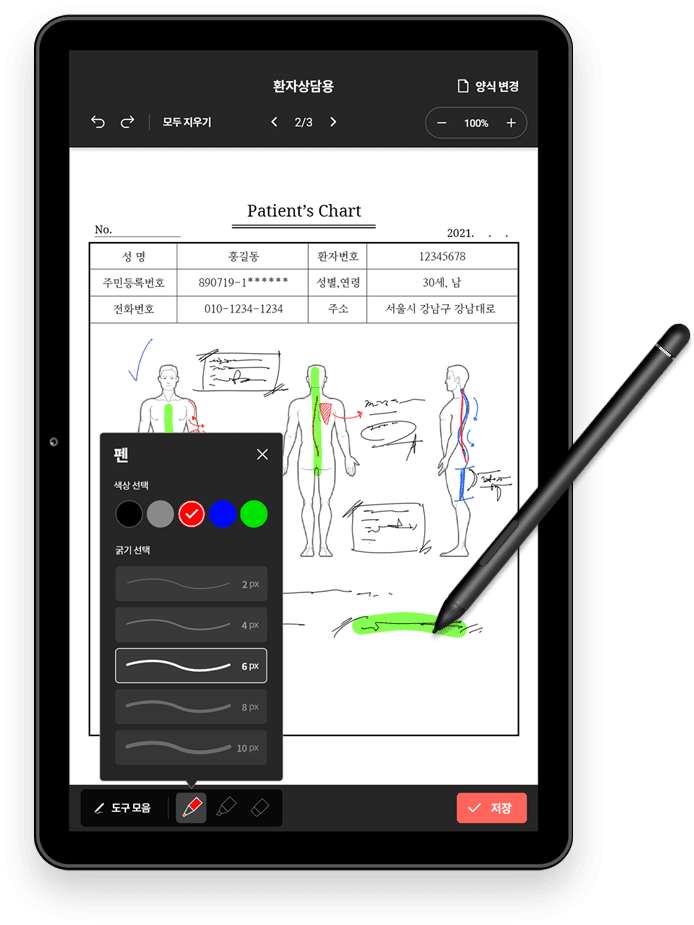 환자상담용
양식 변경
모두 지우기
2/3
100%
Patient's Chart
No.
2021. . .
성 명 홍길동 환자번호 12345678
주민등록번호 890719-1****** 성별,연령 30세, 남
전화번호 010-1234-1234 주소 서울시 강남구 강남대로
펜
색상 선택
굵기 선택
2 px
4 px
6 px
8 px
10 px
도구 모음
저장